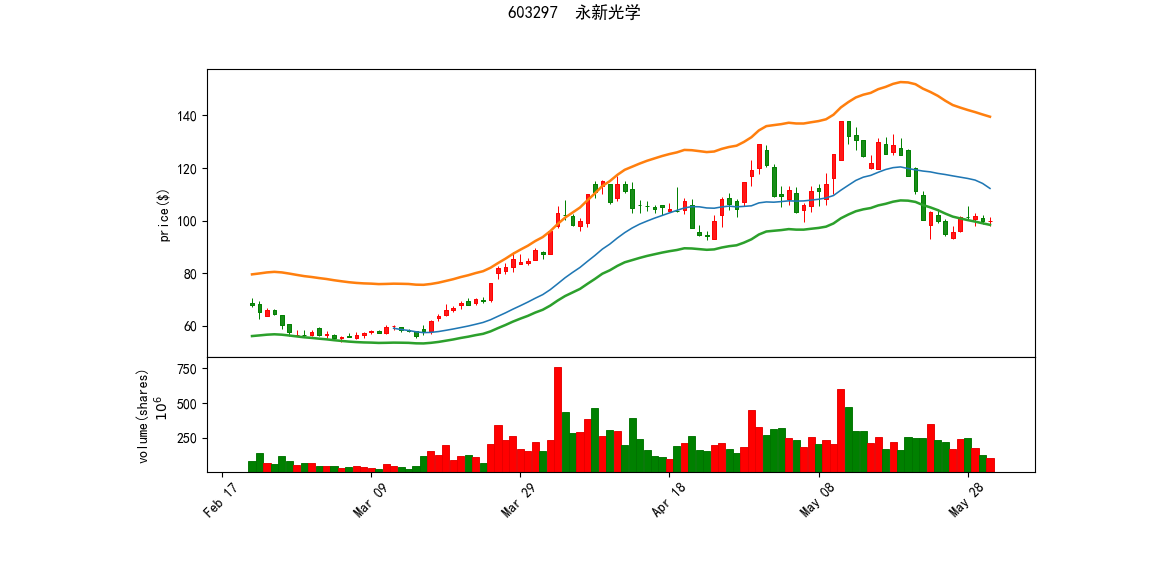 603297 永新光学
price($)
140
120
100
80
60
volume(shares)
10^6
750
500
250
Feb 17
Mar 09
Mar 29
Apr 18
May 08
May 28